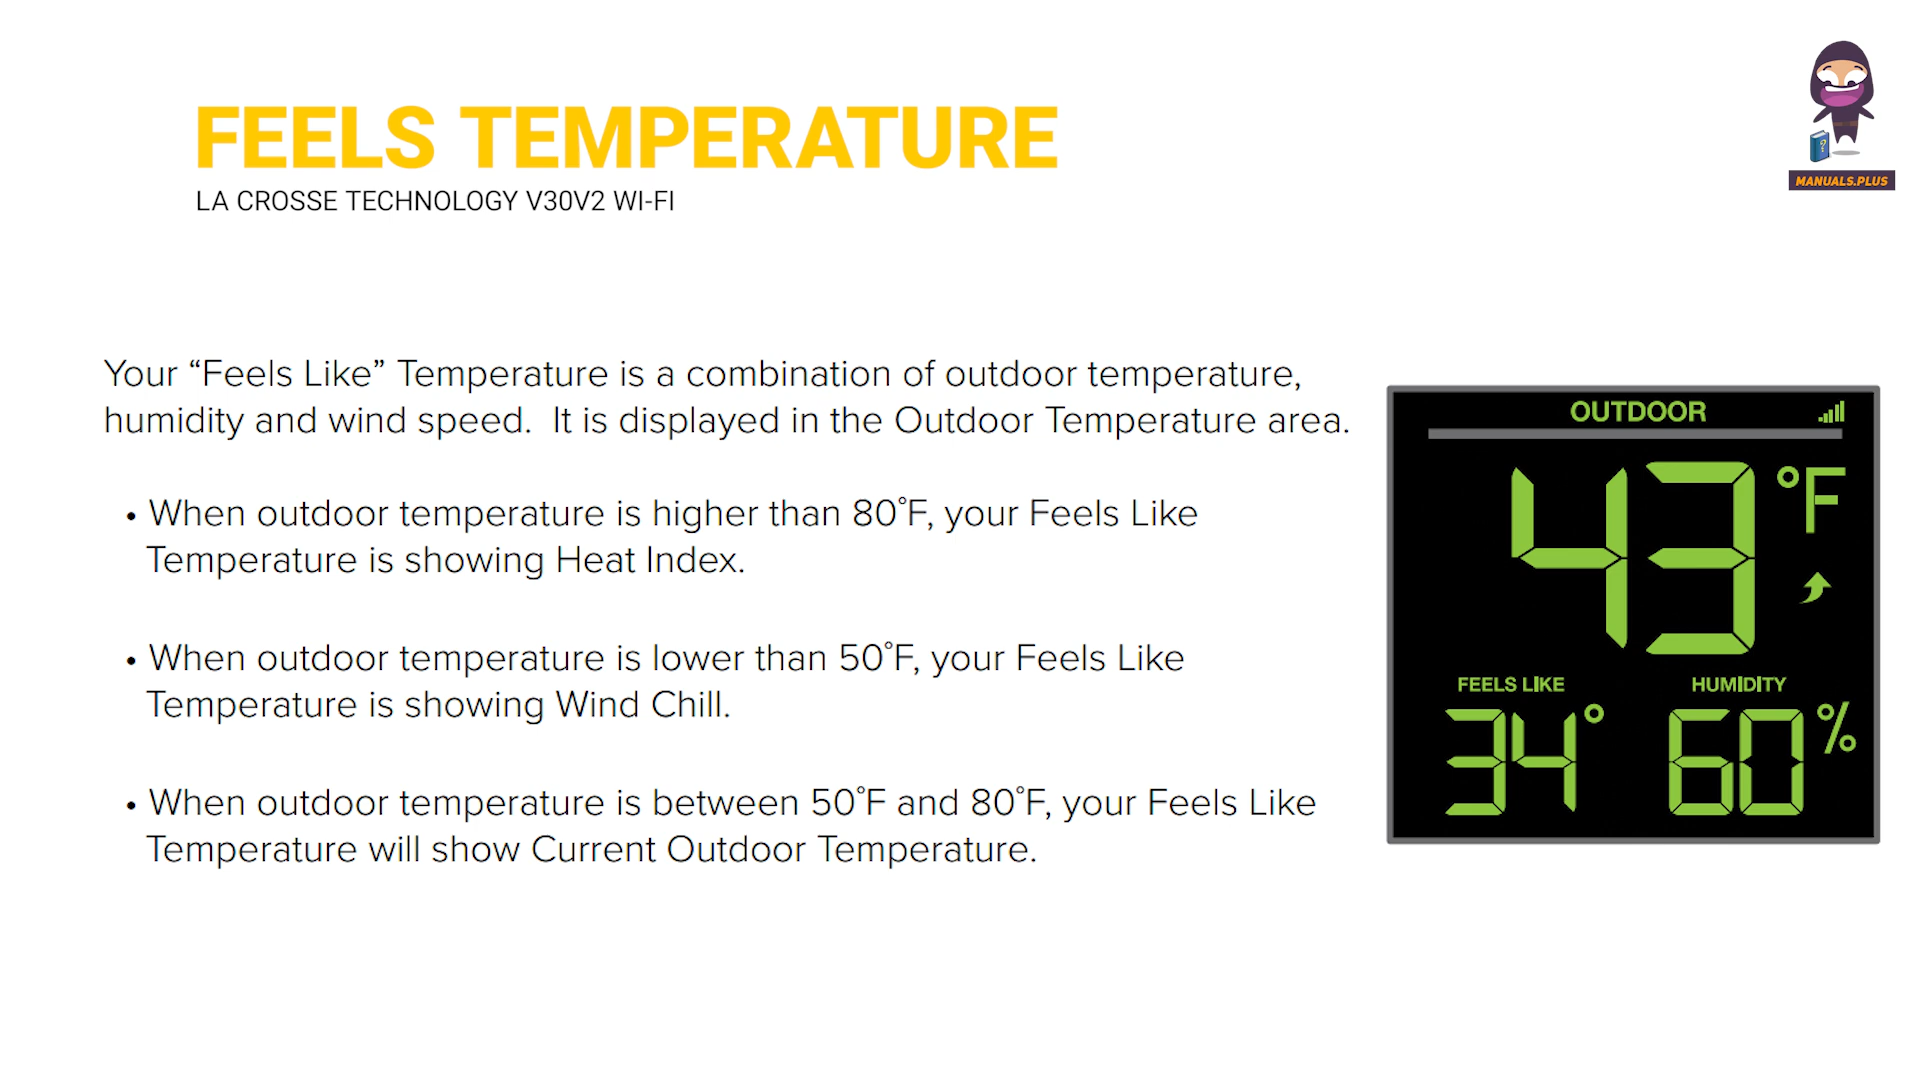 FEELS TEMPERATURE
LA CROSSE TECHNOLOGY V30V2 WI-FI
?
MANUALS.PLUS
Your “Feels Like” Temperature is a combination of outdoor temperature,
humidity and wind speed.  It is displayed in the Outdoor Temperature area.
• When outdoor temperature is higher than 80°F, your Feels Like
Temperature is showing Heat Index.
• When outdoor temperature is lower than 50°F, your Feels Like
Temperature is showing Wind Chill.
• When outdoor temperature is between 50°F and 80°F, your Feels Like
Temperature will show Current Outdoor Temperature.
OUTDOOR
43°F
FEELS LIKE HUMIDITY
34° 60%